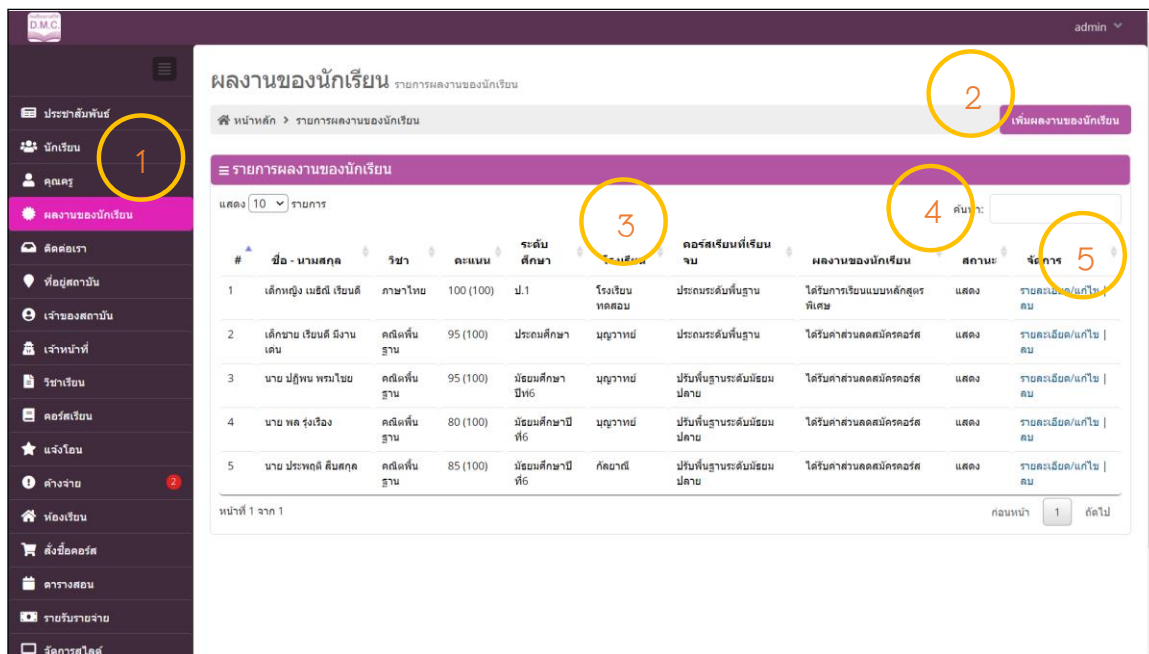 D.M.C.
admin
ประชาสัมพันธ์
นักเรียน
คุณครู
ผลงานของนักเรียน
ติดต่อเรา
ที่อยู่สถาบัน
เจ้าของสถาบัน
เจ้าหน้าที่
วิชาเรียน
คอร์สเรียน
แจ้งโอน
ค้างจ่าย 2
ห้องเรียน
สั่งซื้อคอร์ส
ตารางสอน
รายรับรายจ่าย
จัดการสไลด์
1
ผลงานของนักเรียน รายการผลงานของนักเรียน
2
หน้าหลัก > รายการผลงานของนักเรียน
เพิ่มผลงานของนักเรียน
รายการผลงานของนักเรียน
แสดง 10 รายการ
3
4
ค้นหา:
5
# ชื่อ - นามสกุล วิชา คะแนน ระดับศึกษา โรงเรียน คอร์สเรียนที่เรียนจบ ผลงานของนักเรียน สถานะ จัดการ
1 เด็กหญิง เมธิณี เรียนดี ภาษาไทย 100 (100) ป.1 โรงเรียนทดสอบ ประถมระดับพื้นฐาน ได้รับการเรียนแบบหลักสูตรพิเศษ แสดง รายละเอียด/แก้ไข | ลบ
2 เด็กชาย เรียนดี มีงานเด่น คณิตพื้นฐาน 95 (100) ประถมศึกษา บุญวาทย์ ประถมระดับพื้นฐาน ได้รับค่าส่วนลดสมัครคอร์ส แสดง รายละเอียด/แก้ไข | ลบ
3 นาย ปฏิพน พรมไชย คณิตพื้นฐาน 95 (100) มัธยมศึกษาปีท่6 บุญวาทย์ ปรับพื้นฐานระดับมัธยมปลาย ได้รับค่าส่วนลดสมัครคอร์ส แสดง รายละเอียด/แก้ไข | ลบ
4 นาย พล รุ่งเรือง คณิตพื้นฐาน 80 (100) มัธยมศึกษาปีที่6 บุญวาทย์ ปรับพื้นฐานระดับมัธยมปลาย ได้รับค่าส่วนลดสมัครคอร์ส แสดง รายละเอียด/แก้ไข | ลบ
5 นาย ประพฤติ สืบสกุล คณิตพื้นฐาน 85 (100) มัธยมศึกษาปีที่6 กัลยาณี ปรับพื้นฐานระดับมัธยมปลาย ได้รับค่าส่วนลดสมัครคอร์ส แสดง รายละเอียด/แก้ไข | ลบ
หน้าที่ 1 จาก 1
ก่อนหน้า 1 ถัดไป